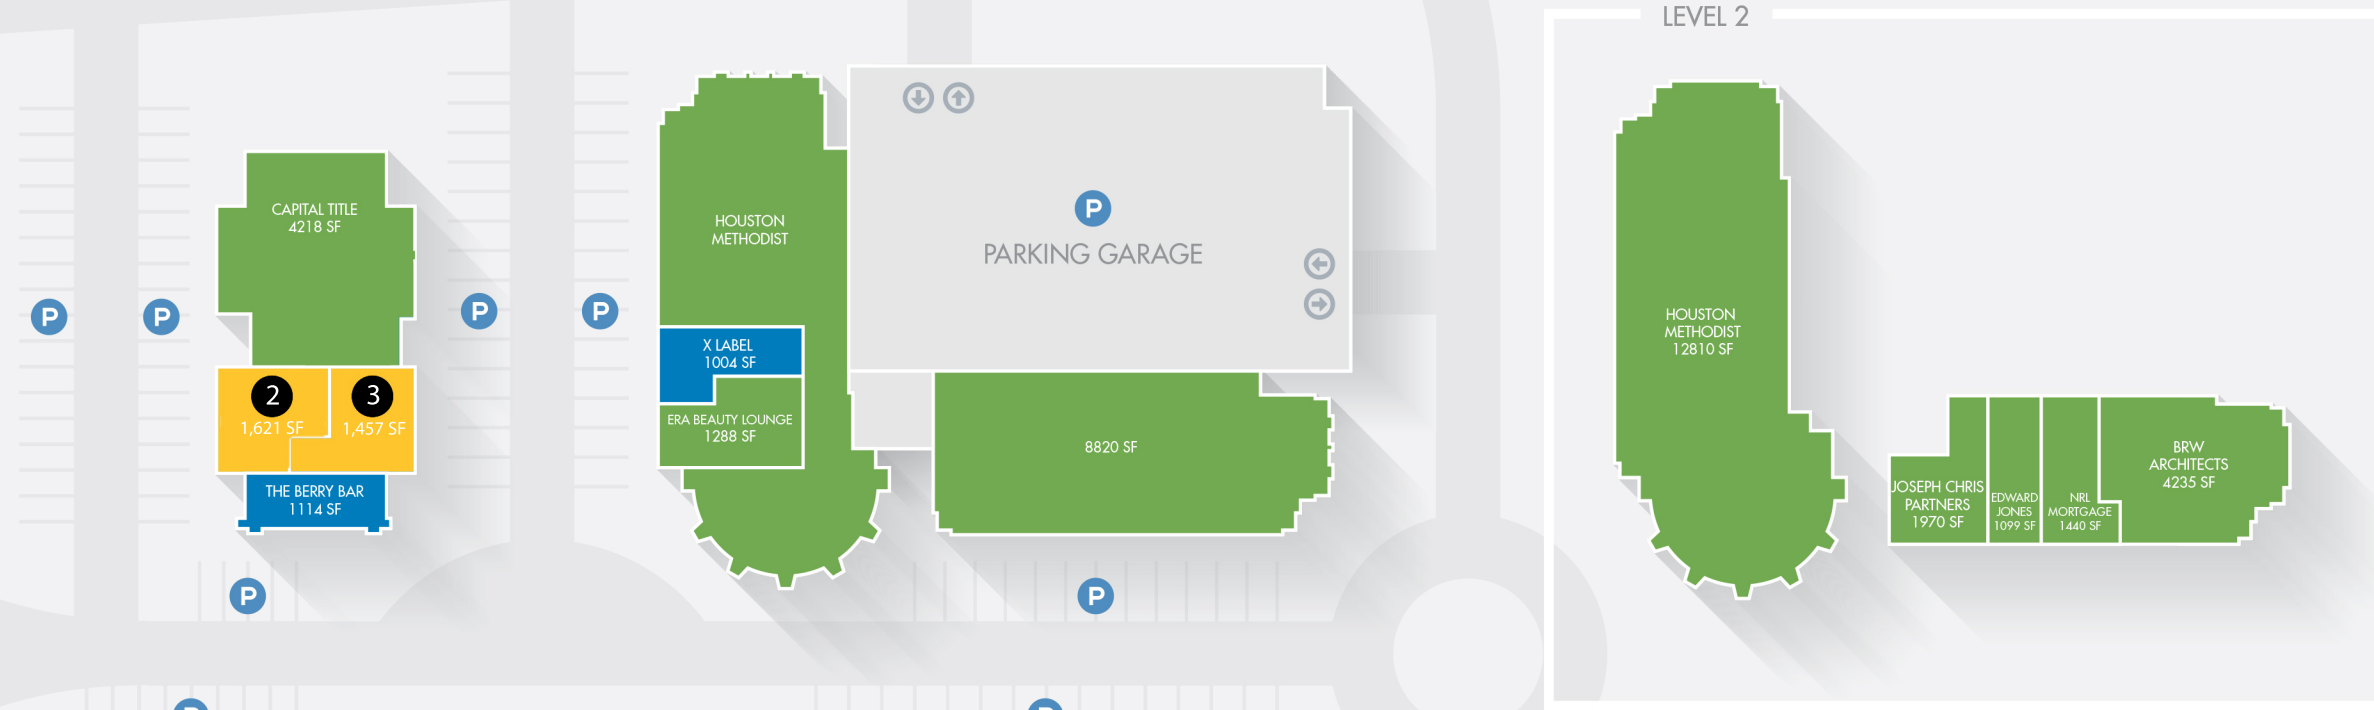 LEVEL 2
CAPITAL TITLE
4218 SF
2
1,621 SF
3
1,457 SF
THE BERRY BAR
1114 SF
P
P
P
P
P
HOUSTON
METHODIST
X LABEL
1004 SF
ERA BEAUTY LOUNGE
1288 SF
P
PARKING GARAGE
8820 SF
P
P
P
HOUSTON
METHODIST
12810 SF
JOSEPH CHRIS
PARTNERS
1970 SF
EDWARD
JONES
1099 SF
NRL
MORTGAGE
1440 SF
BRW
ARCHITECTS
4235 SF